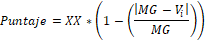 Puntaje = XX * (1 - (|MG - Vᵢ| / MG))